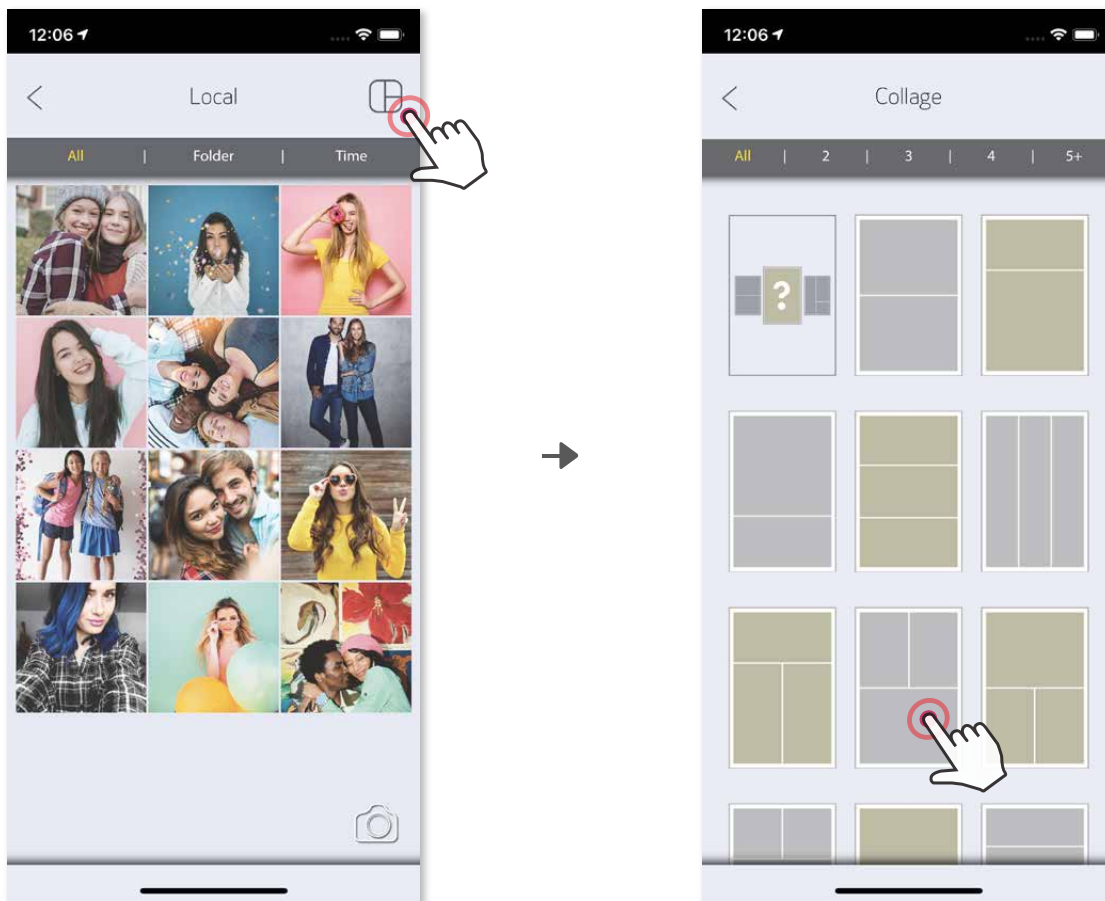 12:06
Local
All | Folder | Time
12:06
Collage
All | 2 | 3 | 4 | 5+
?